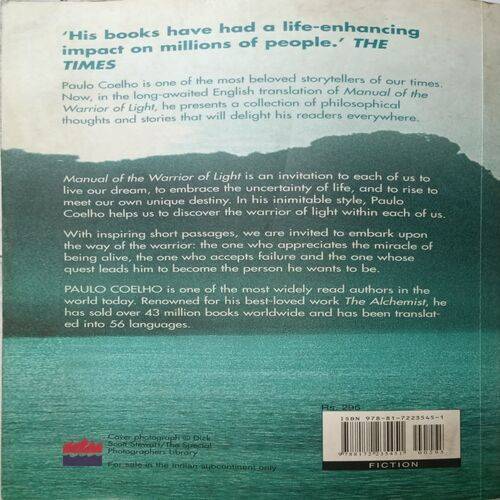 'His books have had a life-enhancing
impact on millions of people.' THE
TIMES
Paulo Coelho is one of the most beloved storytellers of our times.
Now, in the long-awaited English translation of Manual of the
Warrior of Light, he presents a collection of philosophical
thoughts and stories that will delight his readers everywhere.
Manual of the Warrior of Light is an invitation to each of us to
live our dream, to embrace the uncertainty of life, and to rise to
meet our own unique destiny. In his inimitable style, Paulo
Coelho helps us to discover the warrior of light within each of us.
With inspiring short passages, we are invited to embark upon
the way of the warrior: the one who appreciates the miracle of
being alive, the one who accepts failure and the one whose
quest leads him to become the person he wants to be.
PAULO COELHO is one of the most widely read authors in the
world today. Renowned for his best-loved work The Alchemist, he
has sold over 43 million books worldwide and has been translat-
ed into 56 languages.
Rs. 295
ISBN 978-81-7223545-1
9 788172 235451
00295
FICTION
Cover photograph © Dick
Scott Stewart/The Special
Photographers Library
For sale in the Indian subcontinent only